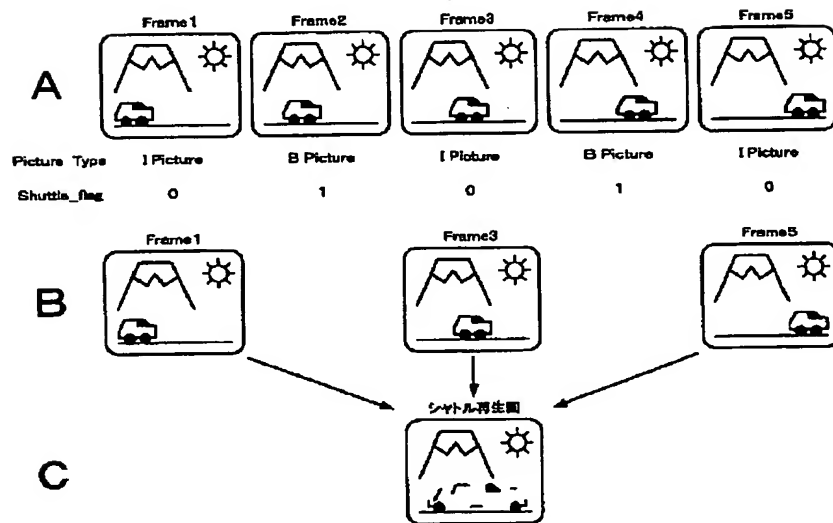 Frame1 Frame2 Frame3 Frame4 Frame5
A
Picture Type I Picture B Picture I Picture B Picture I Picture
Shuttle_flag 0 1 0 1 0
Frame1 Frame3 Frame5
B
シャトル再生画
C